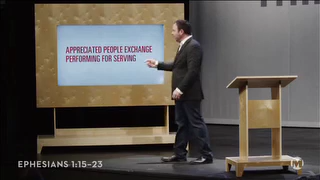 APPRECIATED PEOPLE EXCHANGE
PERFORMING FOR SERVING
EPHESIANS 1:15-23
M